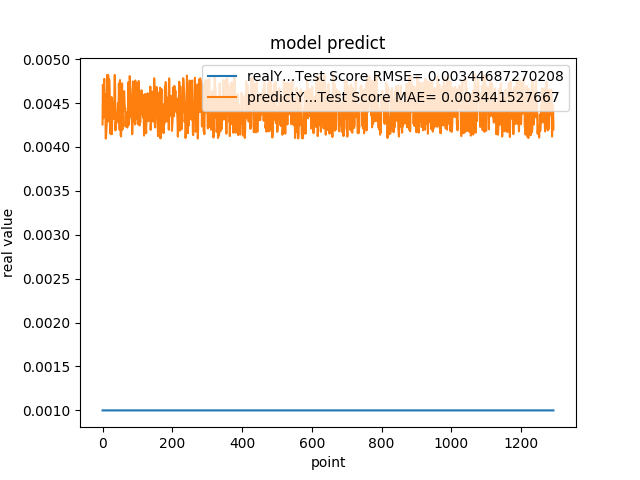 model predict
realY...Test Score RMSE= 0.00344687270208
predictY...Test Score MAE= 0.003441527667
0.0050
0.0045
0.0040
0.0035
0.0030
0.0025
0.0020
0.0015
0.0010
real value
0 200 400 600 800 1000 1200
point